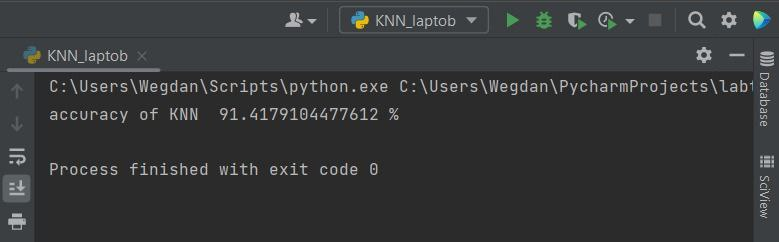 KNN_laptob
KNN_laptob
C:\Users\Wegdan\Scripts\python.exe C:\Users\Wegdan\PycharmProjects\lab
accuracy of KNN  91.4179104477612 %
Process finished with exit code 0
Database
SciView